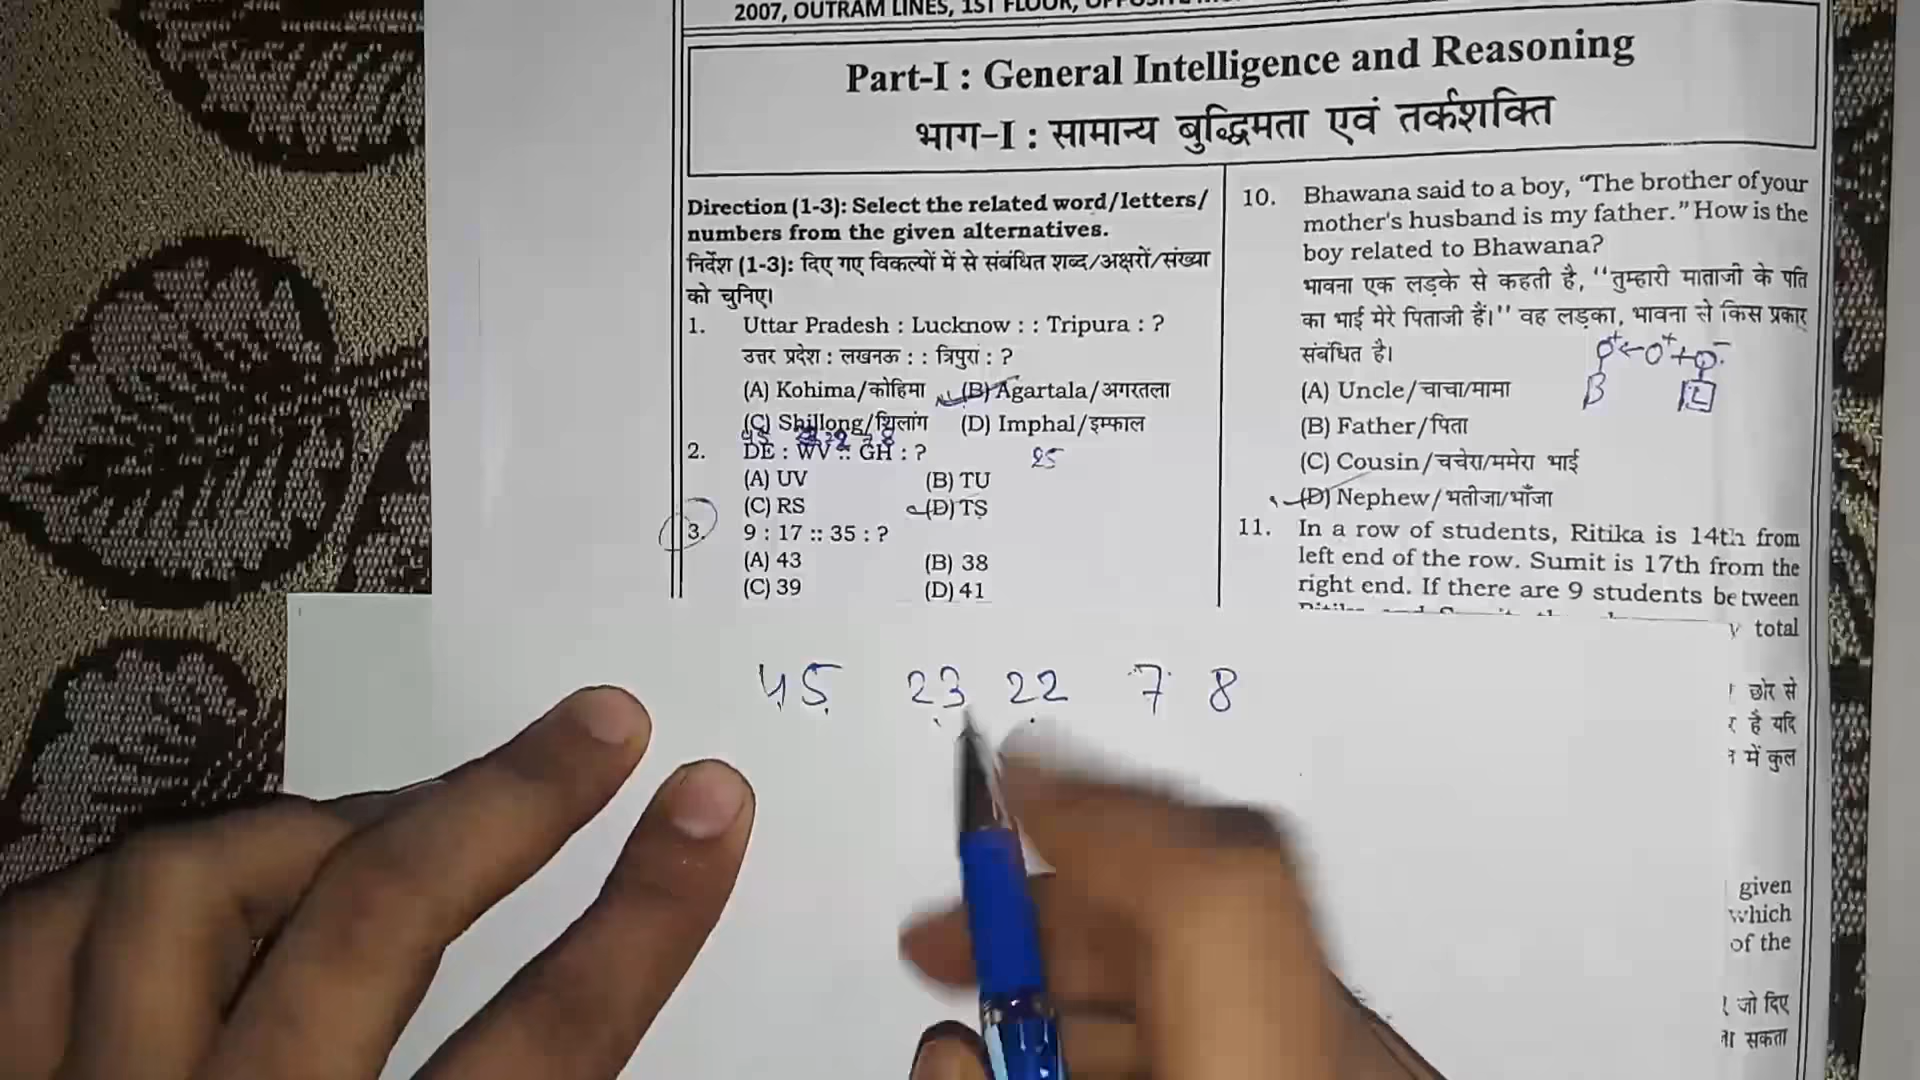 2007, OUTRAM LINES, 1ST FLOOR,
Part-I : General Intelligence and Reasoning
भाग-I : सामान्य बुद्धिमता एवं तर्कशक्ति
Direction (1-3): Select the related word/letters/
numbers from the given alternatives.
निर्देश (1-3): दिए गए विकल्पों में से संबंधित शब्द/अक्षरों/संख्या
को चुनिए।
1. Uttar Pradesh : Lucknow : : Tripura : ?
उत्तर प्रदेश : लखनऊ : : त्रिपुरा : ?
(A) Kohima/कोहिमा (B) Agartala/अगरतला
(C) Shillong/शिलांग (D) Imphal/इम्फाल
45 22 7 8
2. DE : WV :: GH : ? 25
(A) UV (B) TU
(C) RS (D) TS
3. 9 : 17 :: 35 : ?
(A) 43 (B) 38
(C) 39 (D) 41
45 23 22 7 8
10. Bhawana said to a boy, “The brother of your
mother's husband is my father.” How is the
boy related to Bhawana?
भावना एक लड़के से कहती है, ‘‘तुम्हारी माताजी के पति
का भाई मेरे पिताजी हैं।’’ वह लड़का, भावना से किस प्रकार
संबंधित है।
(A) Uncle/चाचा/मामा
(B) Father/पिता
(C) Cousin/चचेरा/ममेरा भाई
(D) Nephew/भतीजा/भाँजा
B L
11. In a row of students, Ritika is 14th from
left end of the row. Sumit is 17th from the
right end. If there are 9 students between
total
छोर से
है यदि
में कुल
given
which
of the
जो दिए
सकता